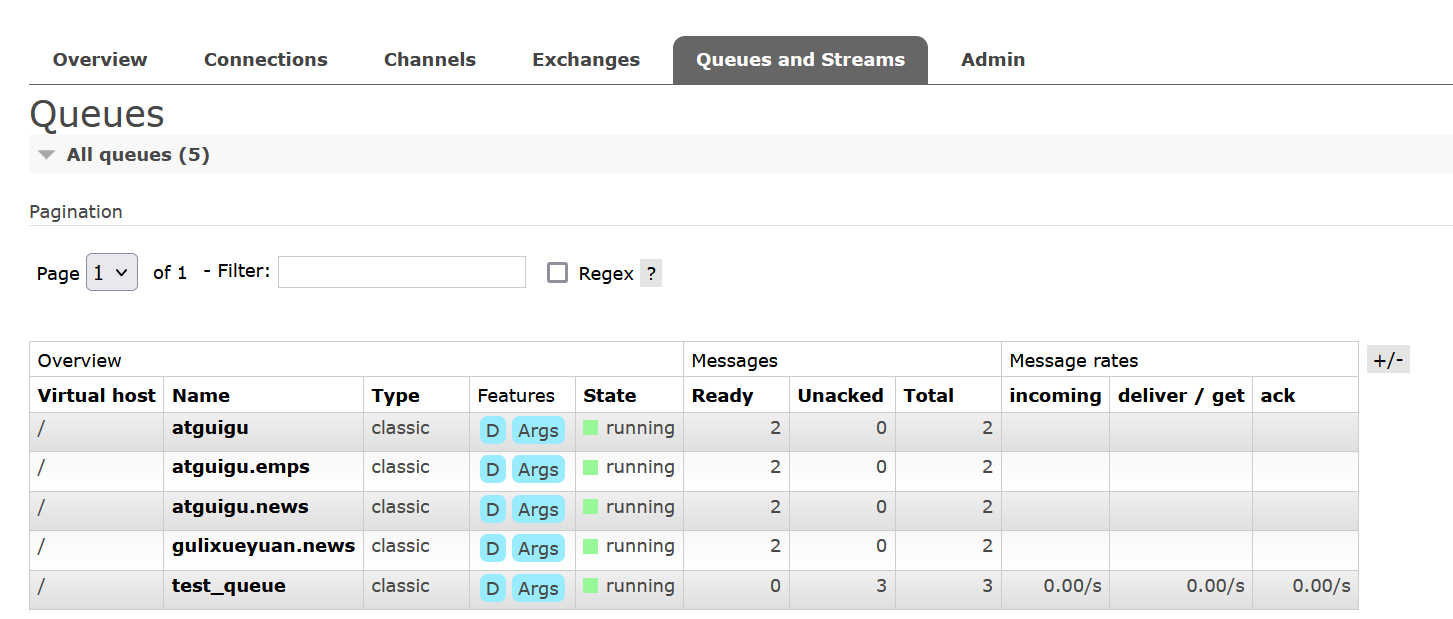 Overview Connections Channels Exchanges Queues and Streams Admin
Queues
All queues (5)
Pagination
Page 1 of 1 - Filter: Regex ?
Overview Messages Message rates +/-
Virtual host Name Type Features State Ready Unacked Total incoming deliver / get ack
/ atguigu classic D Args running 2 0 2
/ atguigu.emps classic D Args running 2 0 2
/ atguigu.news classic D Args running 2 0 2
/ gulixueyuan.news classic D Args running 2 0 2
/ test_queue classic D Args running 0 3 3 0.00/s 0.00/s 0.00/s